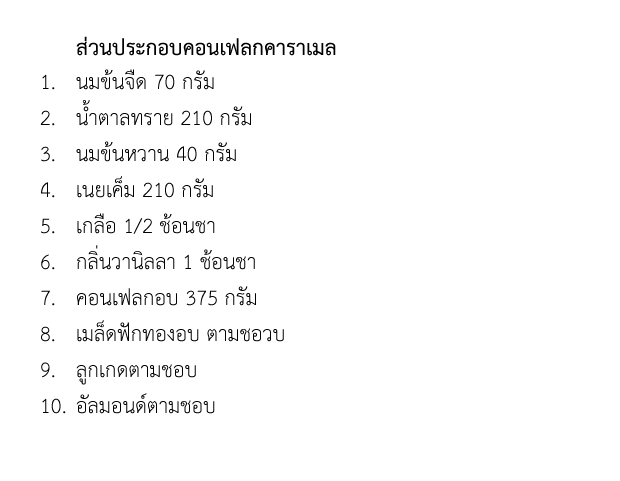 ส่วนประกอบคอนเฟลกคาราเมล
1. นมข้นจืด 70 กรัม
2. น้ำตาลทราย 210 กรัม
3. นมข้นหวาน 40 กรัม
4. เนยเค็ม 210 กรัม
5. เกลือ 1/2 ช้อนชา
6. กลิ่นวานิลลา 1 ช้อนชา
7. คอนเฟลกอบ 375 กรัม
8. เมล็ดฟักทองอบ ตามชอวบ
9. ลูกเกดตามชอบ
10. อัลมอนด์ตามชอบ